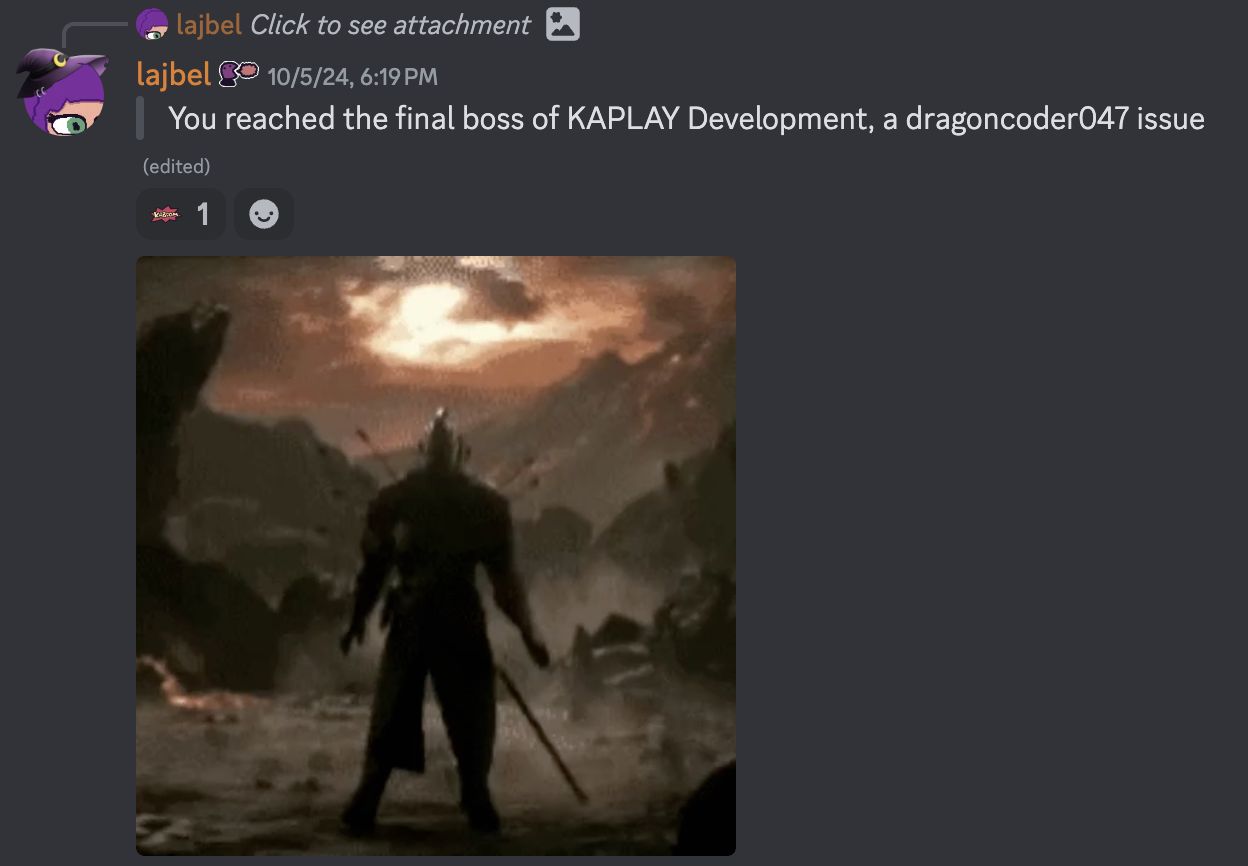 lajbel Click to see attachment
lajbel 10/5/24, 6:19 PM
You reached the final boss of KAPLAY Development, a dragoncoder047 issue
(edited)
KABOOM 1